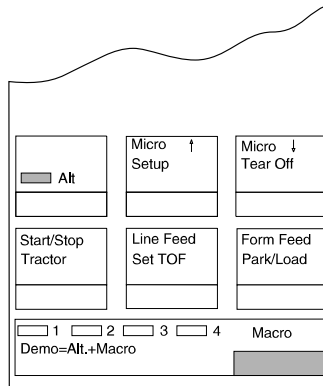 Micro ↑
Setup
Micro ↓
Tear Off
Alt
Start/Stop
Tractor
Line Feed
Set TOF
Form Feed
Park/Load
1 2 3 4 Macro
Demo=Alt.+Macro